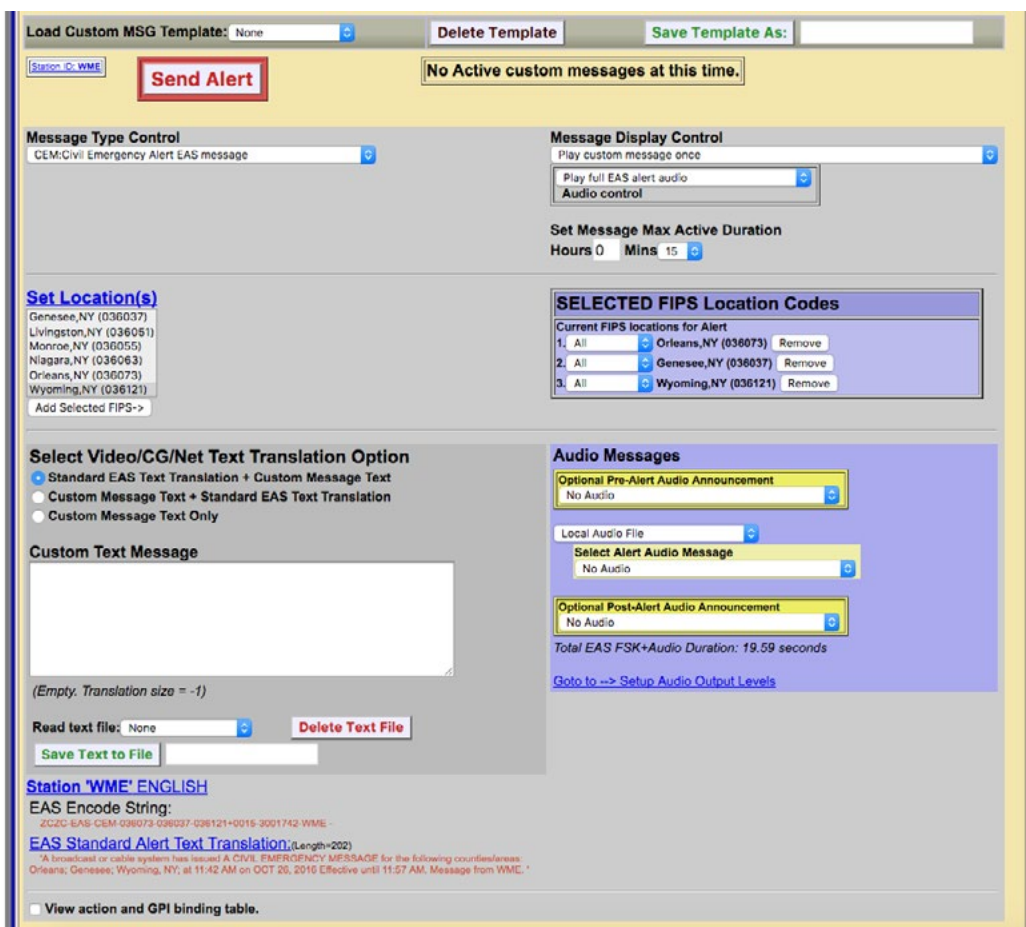 Load Custom MSG Template: None Delete Template Save Template As:
Station ID: WME Send Alert No Active custom messages at this time.
Message Type Control
CEM:Civil Emergency Alert EAS message
Message Display Control
Play custom message once
Play full EAS alert audio
Audio control
Set Message Max Active Duration
Hours 0 Mins 15
Set Location(s)
Genesee,NY (036037)
Livingston,NY (036051)
Monroe,NY (036055)
Niagara,NY (036063)
Orleans,NY (036073)
Wyoming,NY (036121)
Add Selected FIPS->
SELECTED FIPS Location Codes
Current FIPS locations for Alert
1. All Orleans,NY (036073) Remove
2. All Genesee,NY (036037) Remove
3. All Wyoming,NY (036121) Remove
Select Video/CG/Net Text Translation Option
Standard EAS Text Translation + Custom Message Text
Custom Message Text + Standard EAS Text Translation
Custom Message Text Only
Custom Text Message
(Empty. Translation size = -1)
Read text file: None Delete Text File
Save Text to File
Audio Messages
Optional Pre-Alert Audio Announcement
No Audio
Local Audio File
Select Alert Audio Message
No Audio
Optional Post-Alert Audio Announcement
No Audio
Total EAS FSK+Audio Duration: 19.59 seconds
Goto to --> Setup Audio Output Levels
Station 'WME' ENGLISH
EAS Encode String:
ZCZC-EAS-CEM-036073-036037-036121+0015-3001742-WME -
EAS Standard Alert Text Translation:(Length=202)
"A broadcast or cable system has issued A CIVIL EMERGENCY MESSAGE for the following counties/areas:
Orleans; Genesee; Wyoming, NY; at 11:42 AM on OCT 26, 2016 Effective until 11:57 AM. Message from WME. "
View action and GPI binding table.